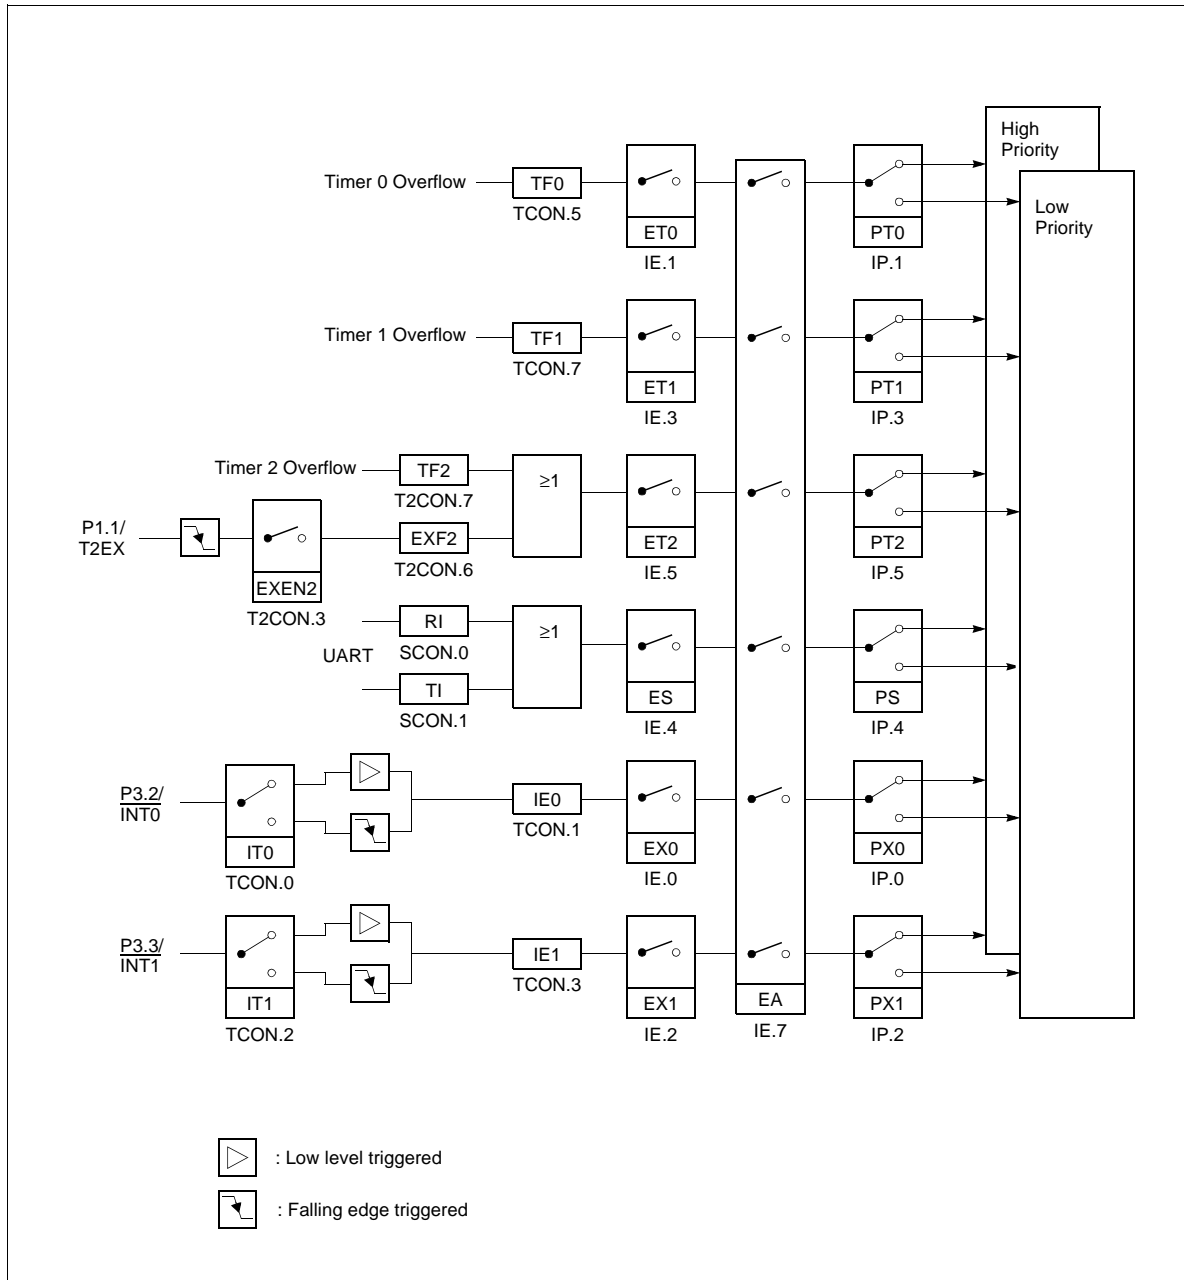 High
Priority
Low
Priority
Timer 0 Overflow
TF0
TCON.5
ET0
IE.1
PT0
IP.1
Timer 1 Overflow
TF1
TCON.7
ET1
IE.3
PT1
IP.3
Timer 2 Overflow
TF2
T2CON.7
≥1
P1.1/
T2EX
EXEN2
T2CON.3
EXF2
T2CON.6
ET2
IE.5
PT2
IP.5
UART
RI
SCON.0
TI
SCON.1
≥1
ES
IE.4
PS
IP.4
P3.2/
INT0
IT0
TCON.0
IE0
TCON.1
EX0
IE.0
PX0
IP.0
P3.3/
INT1
IT1
TCON.2
IE1
TCON.3
EX1
IE.2
EA
IE.7
PX1
IP.2
: Low level triggered
: Falling edge triggered